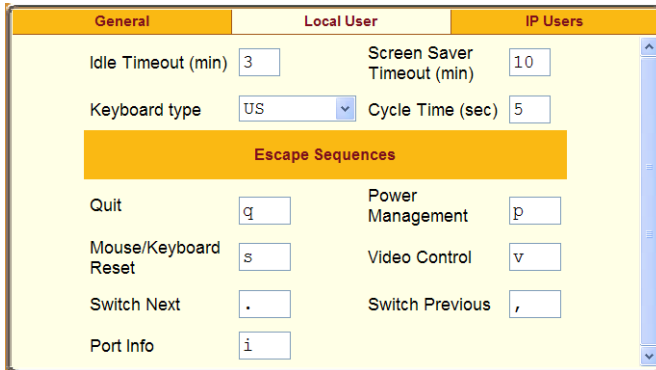 General Local User IP Users
Idle Timeout (min) 3 Screen Saver
Timeout (min) 10
Keyboard type US Cycle Time (sec) 5
Escape Sequences
Quit q Power
Management p
Mouse/Keyboard
Reset s Video Control v
Switch Next . Switch Previous ,
Port Info i